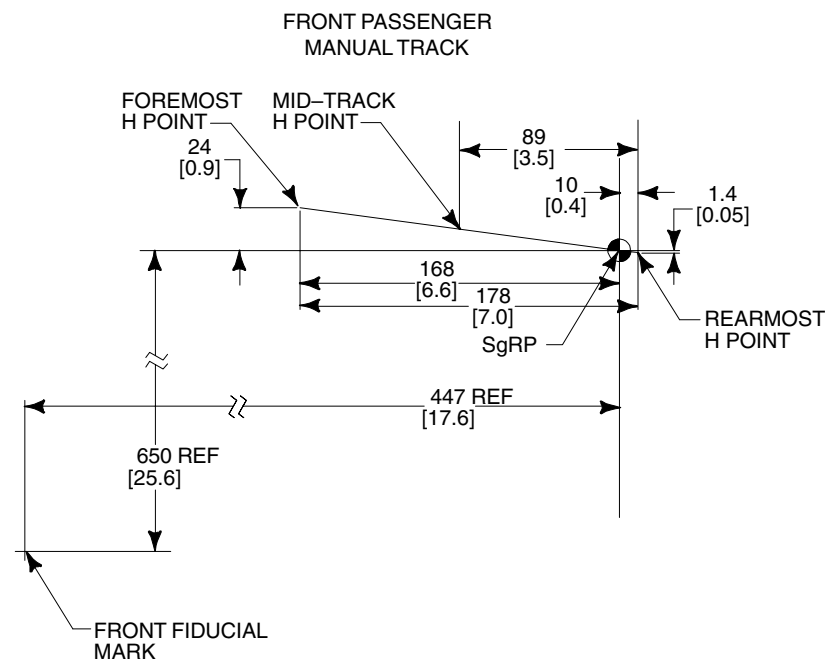 FRONT PASSENGER
MANUAL TRACK
FOREMOST
H POINT
MID–TRACK
H POINT
24
[0.9]
89
[3.5]
10
[0.4]
1.4
[0.05]
168
[6.6]
178
[7.0]
SgRP
REARMOST
H POINT
447 REF
[17.6]
650 REF
[25.6]
FRONT FIDUCIAL
MARK